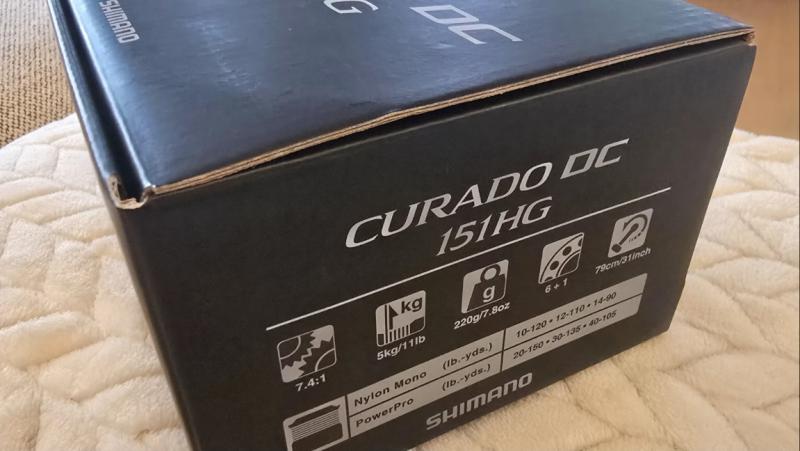 SHIMANO
DC
G
CURADO DC
151HG
kg
g
7.4:1
5kg/11lb
220g/7.8oz
6 + 1
79cm/31inch
Nylon Mono (lb.-yds.) 10-120 • 12-110 • 14-90
PowerPro (lb.-yds.) 20-150 • 30-135 • 40-105
SHIMANO